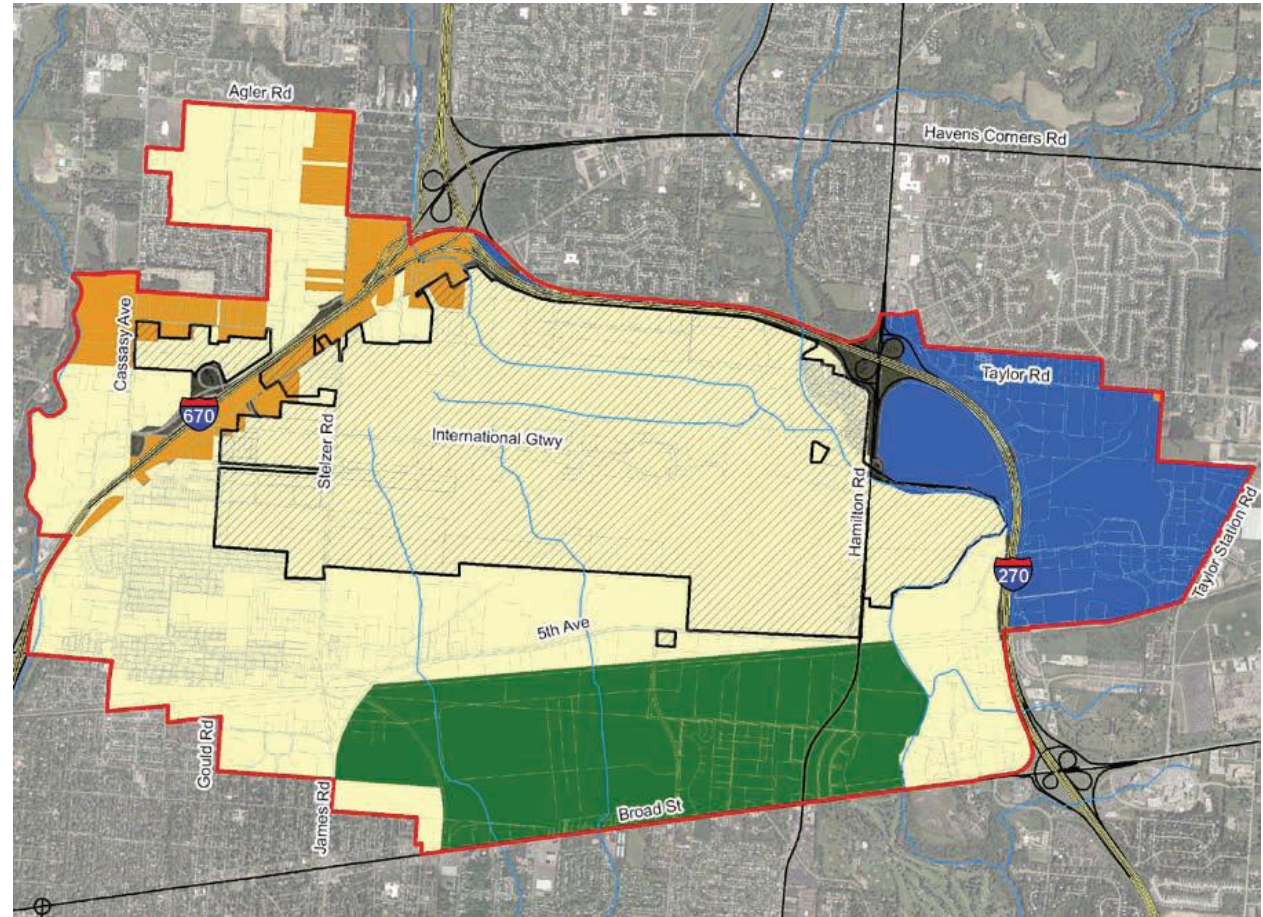 Agler Rd
Havens Corners Rd
Cassasy Ave
670
Stelzer Rd
International Gtwy
Taylor Rd
Hamilton Rd
Taylor Station Rd
270
5th Ave
Gould Rd
James Rd
Broad St